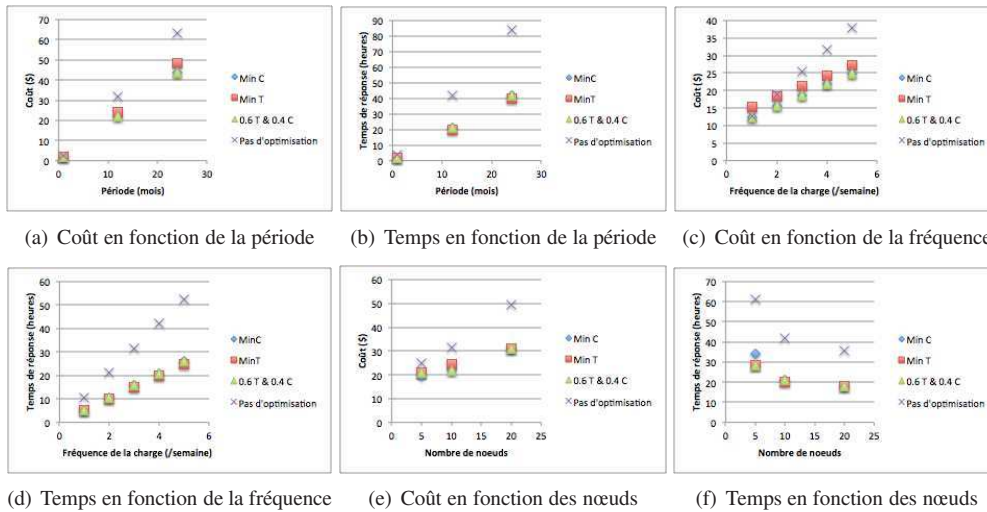 70
60
50
40
30
20
10
0
Coût ($)
0 10 20 30
Période (mois)
Min C
Min T
0.6 T & 0.4 C
Pas d'optimisation
90
80
70
60
50
40
30
20
10
0
Temps de réponse (heures)
0 10 20 30
Période (mois)
MinC
MinT
0.6 T & 0.4 C
Pas d'optimisation
40
35
30
25
20
15
10
5
0
Coût ($)
0 2 4 6
Fréquence de la charge (/semaine)
Min C
Min T
0.6 T & 0.4 C
Pas d'optimisation
(a) Coût en fonction de la période
(b) Temps en fonction de la période
(c) Coût en fonction de la fréquence
60
50
40
30
20
10
0
Temps de réponse (heures)
0 2 4 6
Fréquence de la charge (/semaine)
MinC
MinT
0.6 T & 0.4 C
Pas d'optimisation
60
50
40
30
20
10
0
Coût ($)
0 5 10 15 20 25
Nombre de noeuds
Min C
Min T
0.6 T & 0.4 C
Pas d'optimisation
70
60
50
40
30
20
10
0
Temps de réponse (heures)
0 5 10 15 20 25
Nombre de noeuds
MinC
Min T
0.6 T & 0.4 C
Pas d'optimisation
(d) Temps en fonction de la fréquence
(e) Coût en fonction des nœuds
(f) Temps en fonction des nœuds